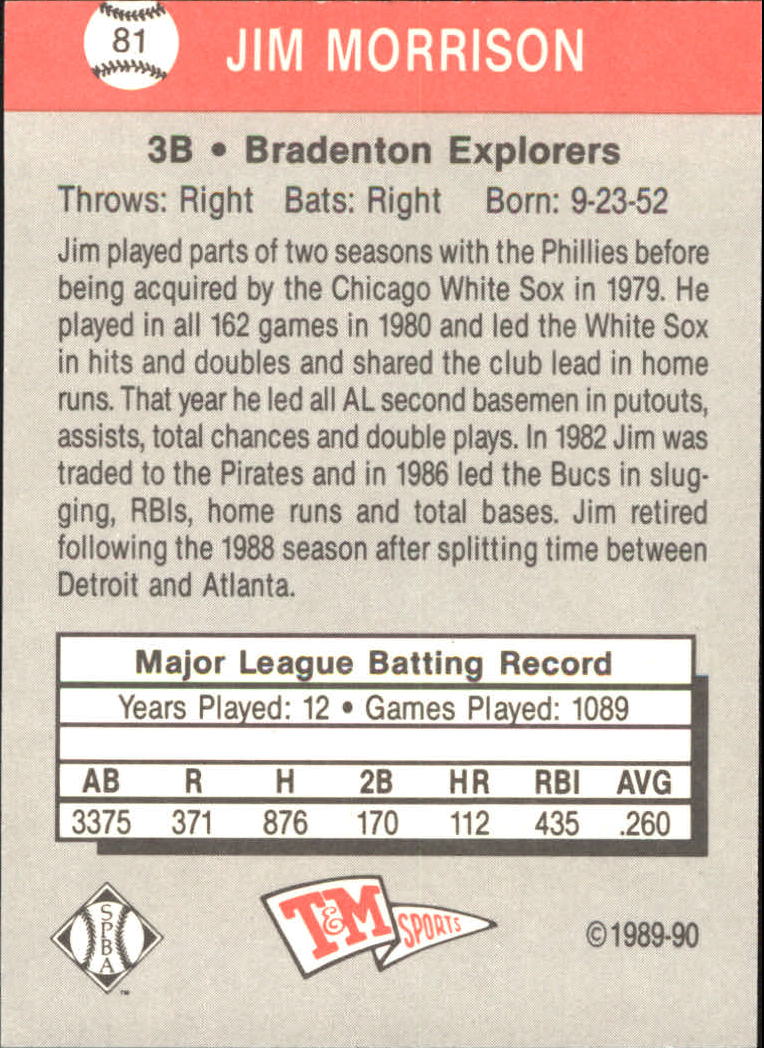 81
JIM MORRISON
3B • Bradenton Explorers
Throws: Right Bats: Right Born: 9-23-52
Jim played parts of two seasons with the Phillies before
being acquired by the Chicago White Sox in 1979. He
played in all 162 games in 1980 and led the White Sox
in hits and doubles and shared the club lead in home
runs. That year he led all AL second basemen in putouts,
assists, total chances and double plays. In 1982 Jim was
traded to the Pirates and in 1986 led the Bucs in slug-
ging, RBIs, home runs and total bases. Jim retired
following the 1988 season after splitting time between
Detroit and Atlanta.
Major League Batting Record
Years Played: 12 • Games Played: 1089
AB R H 2B HR RBI AVG
3375 371 876 170 112 435 .260
SPBA
™
T&M SPORTS
©1989-90